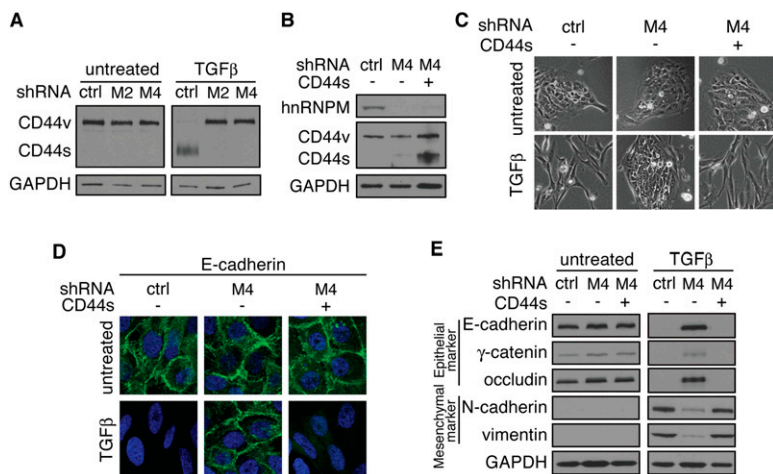 A
untreated
TGFβ
shRNA ctrl M2 M4 ctrl M2 M4
CD44v
CD44s
GAPDH
B
shRNA ctrl M4 M4
CD44s - - +
hnRNPM
CD44v
CD44s
GAPDH
C
shRNA ctrl M4 M4
CD44s - - +
untreated
TGFβ
D
E-cadherin
shRNA ctrl M4 M4
CD44s - - +
untreated
TGFβ
E
untreated TGFβ
shRNA ctrl M4 M4 ctrl M4 M4
CD44s - - + - - +
Epithelial marker
E-cadherin
γ-catenin
occludin
Mesenchymal marker
N-cadherin
vimentin
GAPDH